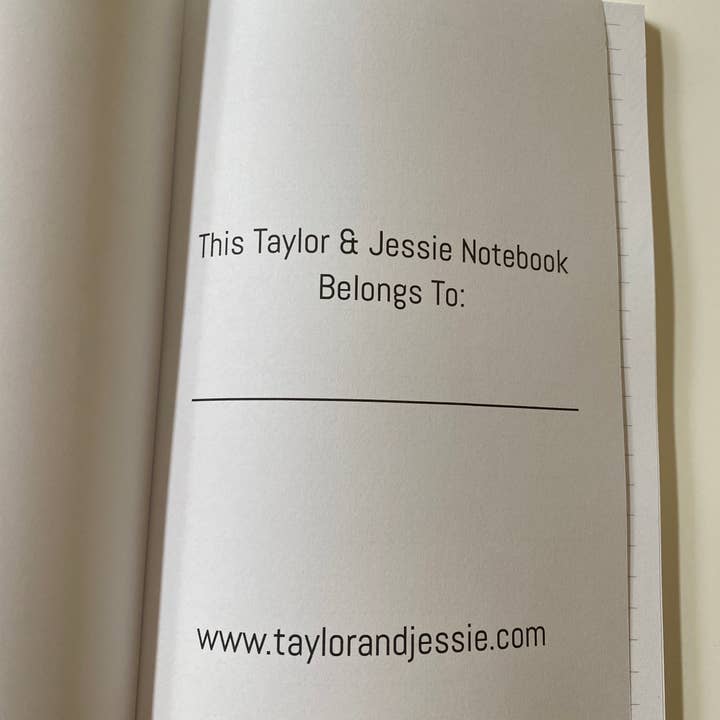 This Taylor & Jessie Notebook
Belongs To:
www.taylorandjessie.com